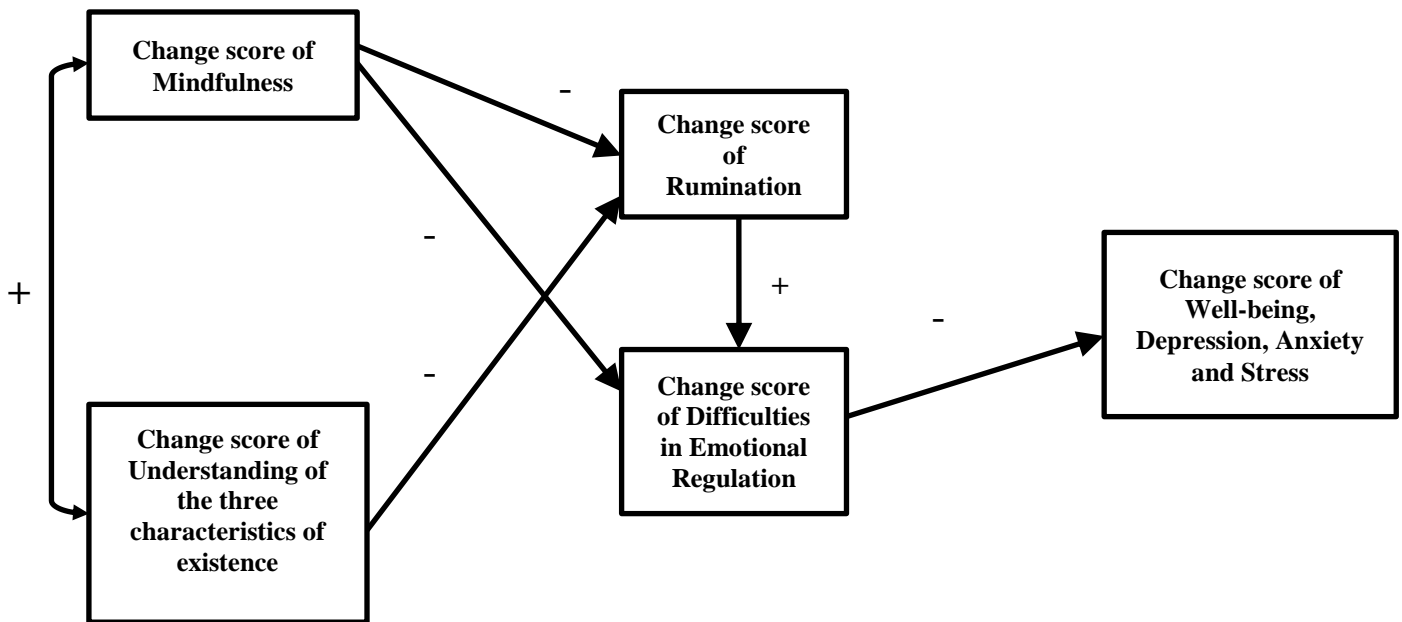 Change score of
Mindfulness
-
Change score
of
Rumination
-
+
+
-
-
Change score of
Well-being,
Depression, Anxiety
and Stress
Change score
of Difficulties
in Emotional
Regulation
Change score of
Understanding of
the three
characteristics of
existence